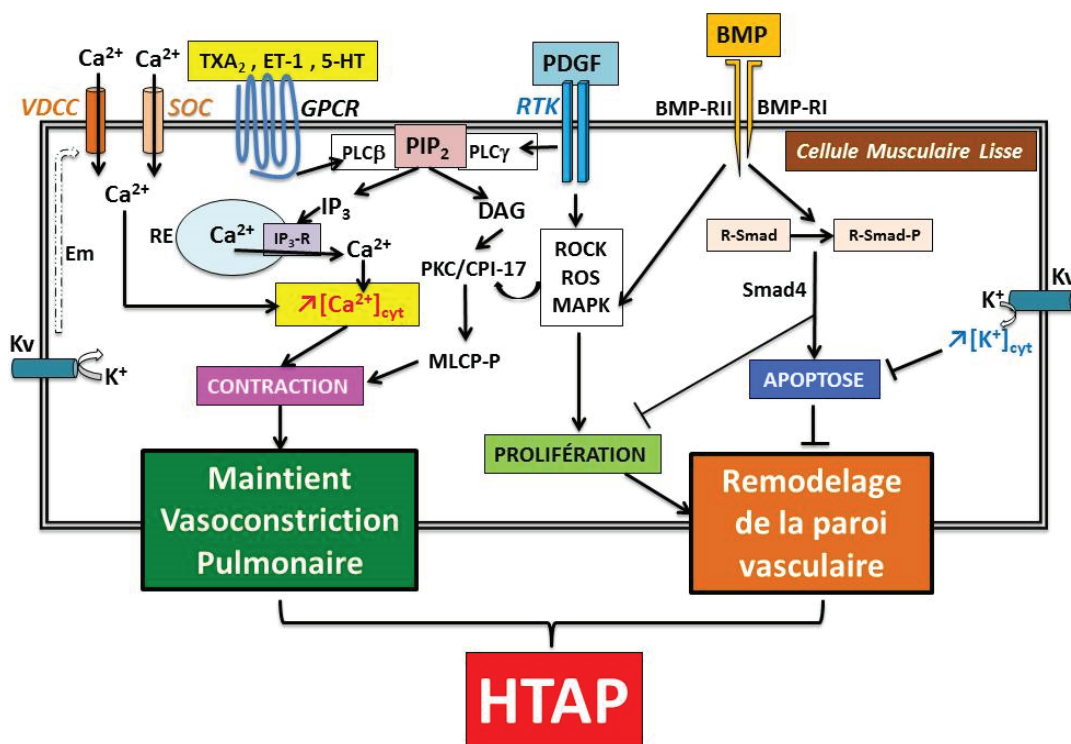 BMP
Ca²⁺ Ca²⁺
TXA₂ , ET-1 , 5-HT
PDGF
VDCC
SOC
GPCR
RTK
BMP-RII
BMP-RI
PLCβ
PIP₂
PLCγ
Cellule Musculaire Lisse
Ca²⁺
IP₃
DAG
RE
Ca²⁺
IP₃-R
Ca²⁺
Em
R-Smad
R-Smad-P
ROCK
ROS
MAPK
PKC/CPI-17
Smad4
Kv
K⁺
↗[K⁺]cyt
↗[Ca²⁺]cyt
Kv
K⁺
MLCP-P
CONTRACTION
APOPTOSE
PROLIFÉRATION
Maintient
Vasoconstriction
Pulmonaire
Remodelage
de la paroi
vasculaire
HTAP